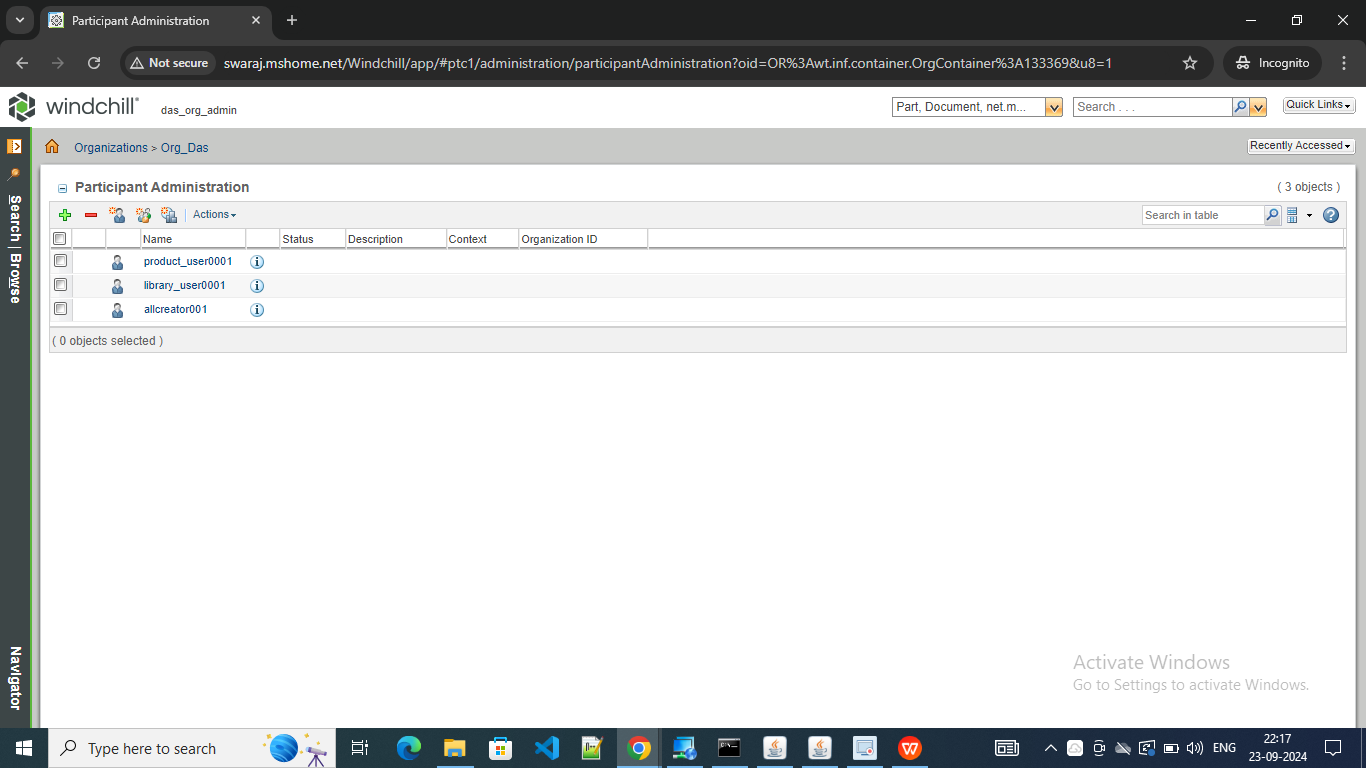 Participant Administration
Not secure
swaraj.mshome.net/Windchill/app/#ptc1/administration/participantAdministration?oid=OR%3Awt.inf.container.OrgContainer%3A133369&u8=1
Incognito
windchill®
das_org_admin
Part, Document, net.m...
Search . . .
Quick Links
Organizations > Org_Das
Recently Accessed
Search | Browse
Navigator
Participant Administration
( 3 objects )
Actions
Search in table
Name Status Description Context Organization ID
product_user0001
library_user0001
allcreator001
( 0 objects selected )
Activate Windows
Go to Settings to activate Windows.
Type here to search
ENG
22:17
23-09-2024